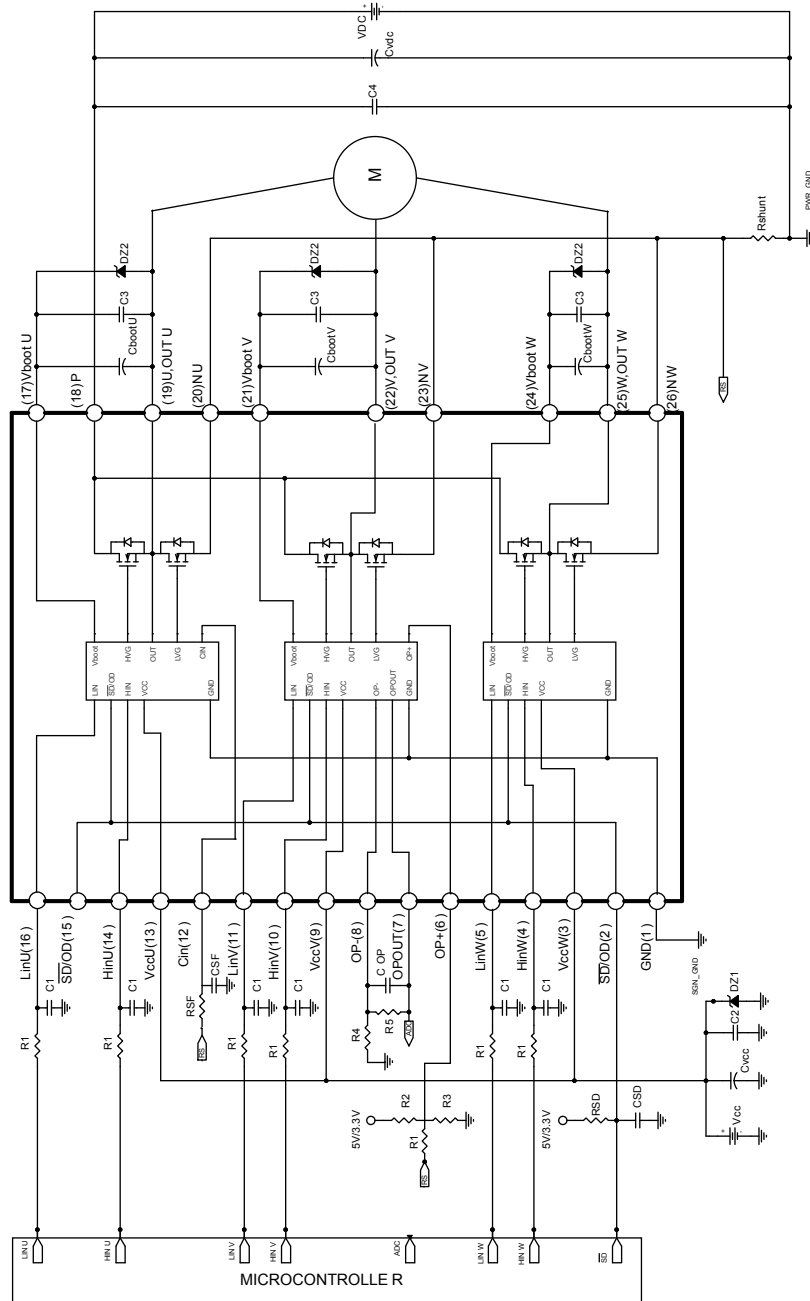 VDC
+
Cvdc
C4
M
Rshunt
PWR_GND
DZ2
C3
CbootU
DZ2
C3
CbootV
DZ2
C3
CbootW
RS
(17)Vboot U
(18)P
(19)U,OUT U
(20)NU
(21)Vboot V
(22)V,OUT V
(23)NV
(24)Vboot W
(25)W,OUT W
(26)NW
Vboot
HVG
OUT
LVG
CIN
LIN
SD/OD
HIN
VCC
GND
Vboot
HVG
OUT
LVG
OP+
LIN
SD/OD
HIN
VCC
OP-
OPOUT
GND
Vboot
HVG
OUT
LVG
LIN
SD/OD
HIN
VCC
GND
LinU(16)
SD/OD(15)
HinU(14)
VccU(13)
Cin(12)
LinV(11)
HinV(10)
VccV(9)
OP-(8)
OPOUT(7)
OP+(6)
LinW(5)
HinW(4)
VccW(3)
SD/OD(2)
GND(1)
C1
R1
C1
R1
CSF
RSF
RS
C1
R1
C1
R1
C OP
R5
R4
ADC
C1
R1
C1
R1
SGN_GND
5V/3.3V
R2
R3
R1
RS
5V/3.3V
RSD
CSD
DZ1
C2
Cvcc
Vcc
+
LIN U
HIN U
LIN V
HIN V
ADC
LIN W
HIN W
SD
MICROCONTROLLE R